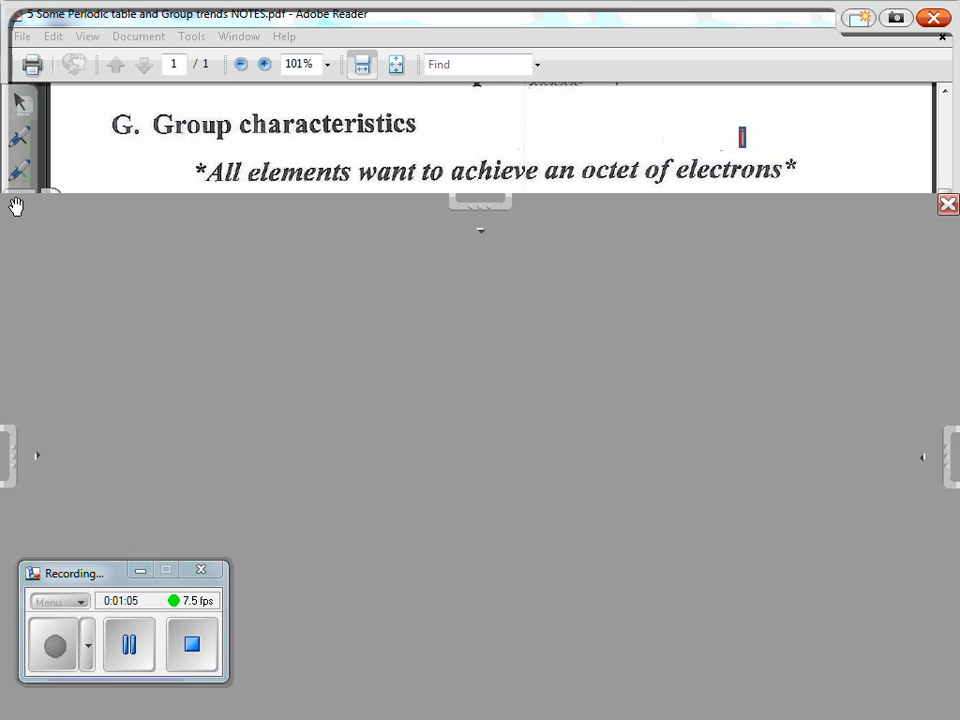 5 Some Periodic table and Group trends NOTES.pdf - Adobe Reader
File Edit View Document Tools Window Help
1 / 1 101% Find
G. Group characteristics
*All elements want to achieve an octet of electrons*
Recording...
Menu 0:01:05 7.5 fps